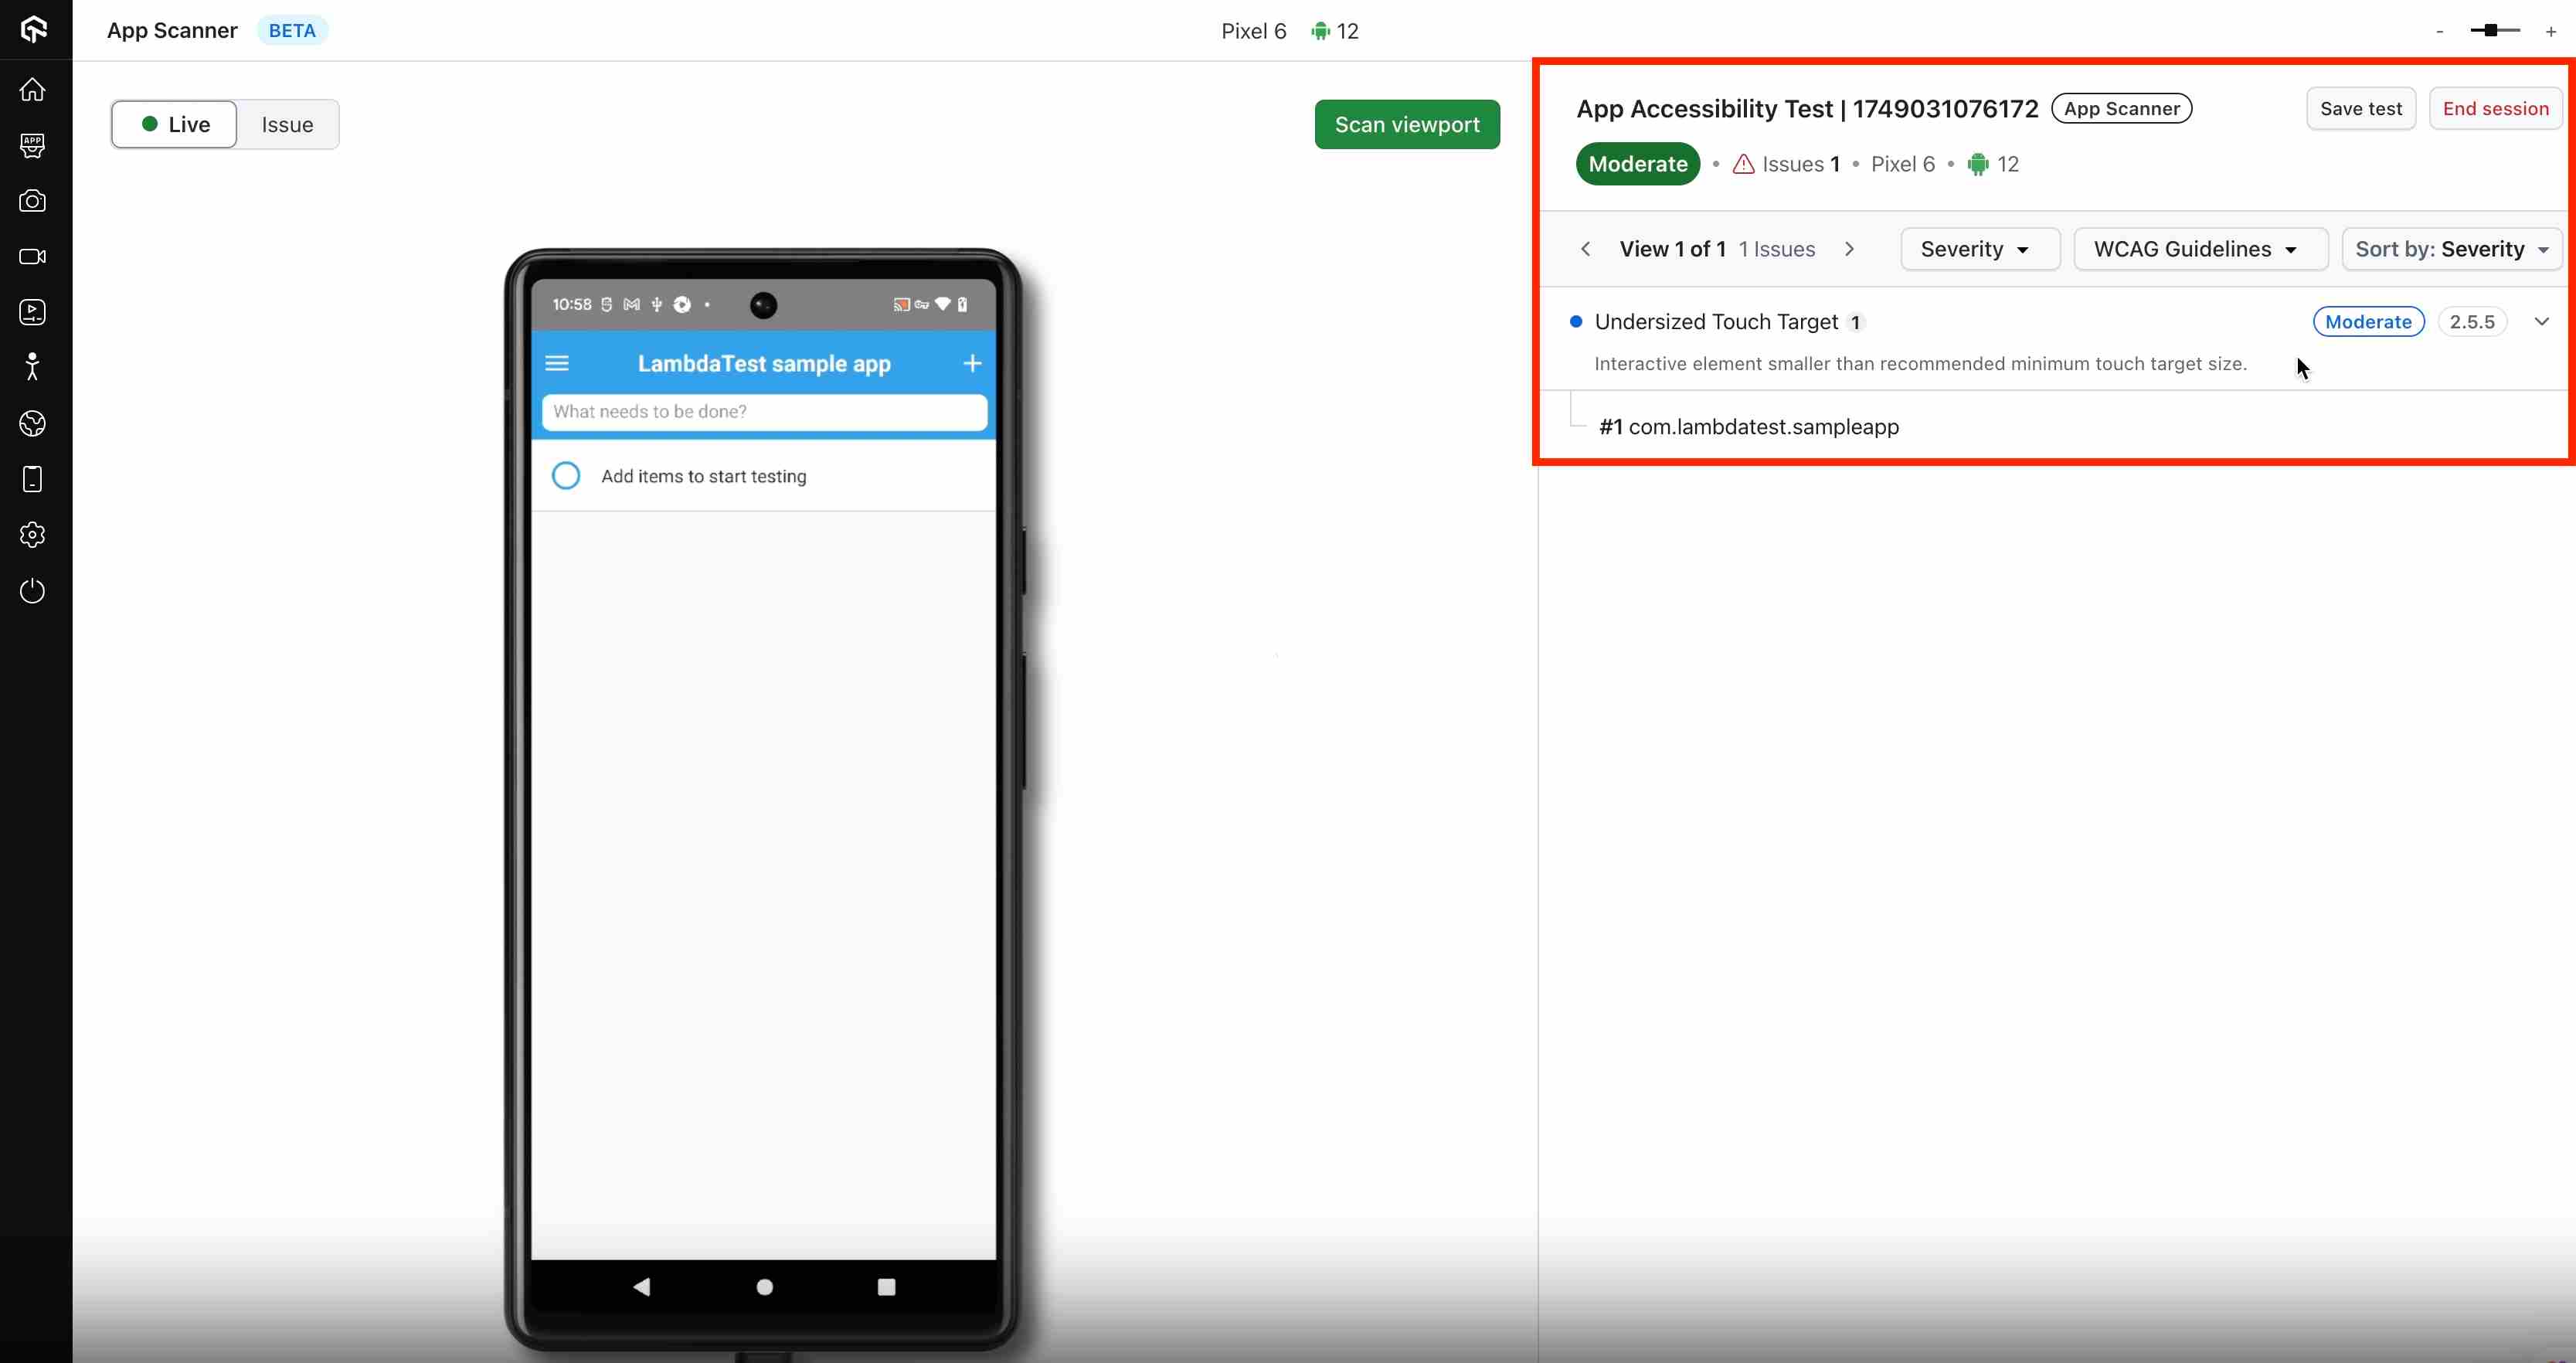 App Scanner BETA
Pixel 6 12
- +
APP
Live Issue
Scan viewport
10:58
LambdaTest sample app +
What needs to be done?
Add items to start testing
App Accessibility Test | 1749031076172 App Scanner Save test End session
Moderate • Issues 1 • Pixel 6 • 12
View 1 of 1 1 Issues Severity WCAG Guidelines Sort by: Severity
Undersized Touch Target 1 Moderate 2.5.5
Interactive element smaller than recommended minimum touch target size.
#1 com.lambdatest.sampleapp